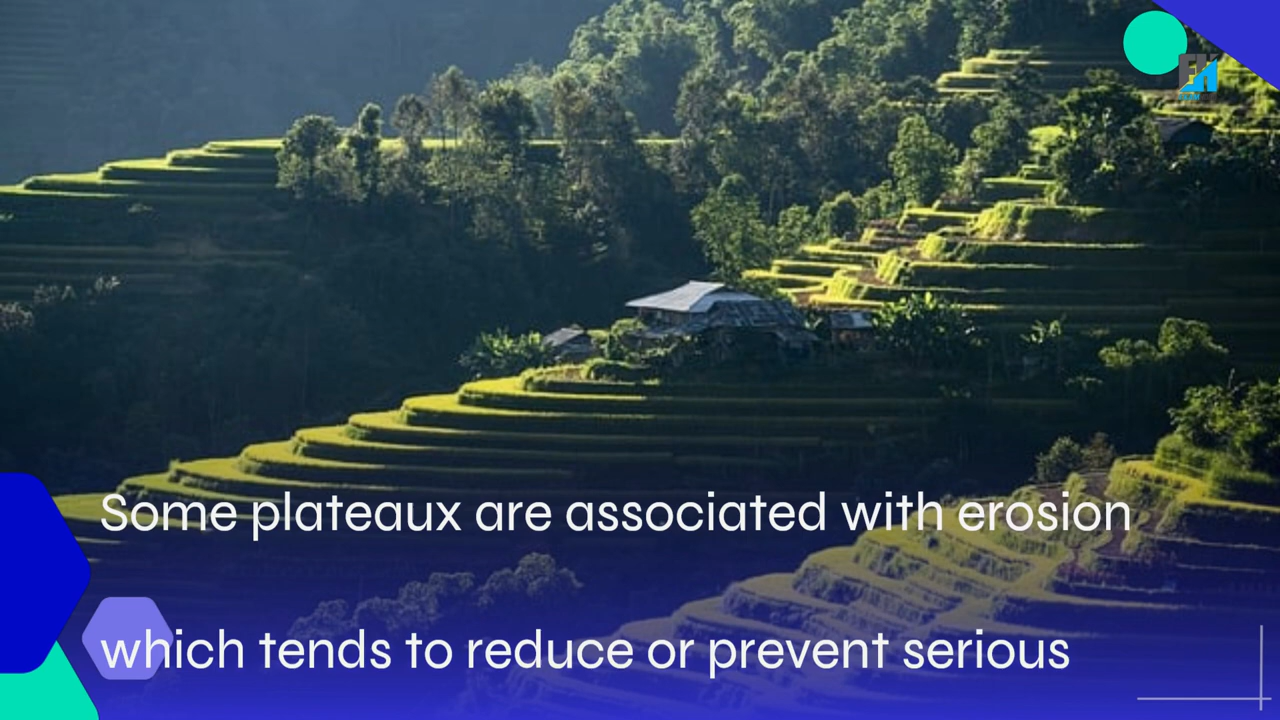 Some plateaux are associated with erosion
which tends to reduce or prevent serious